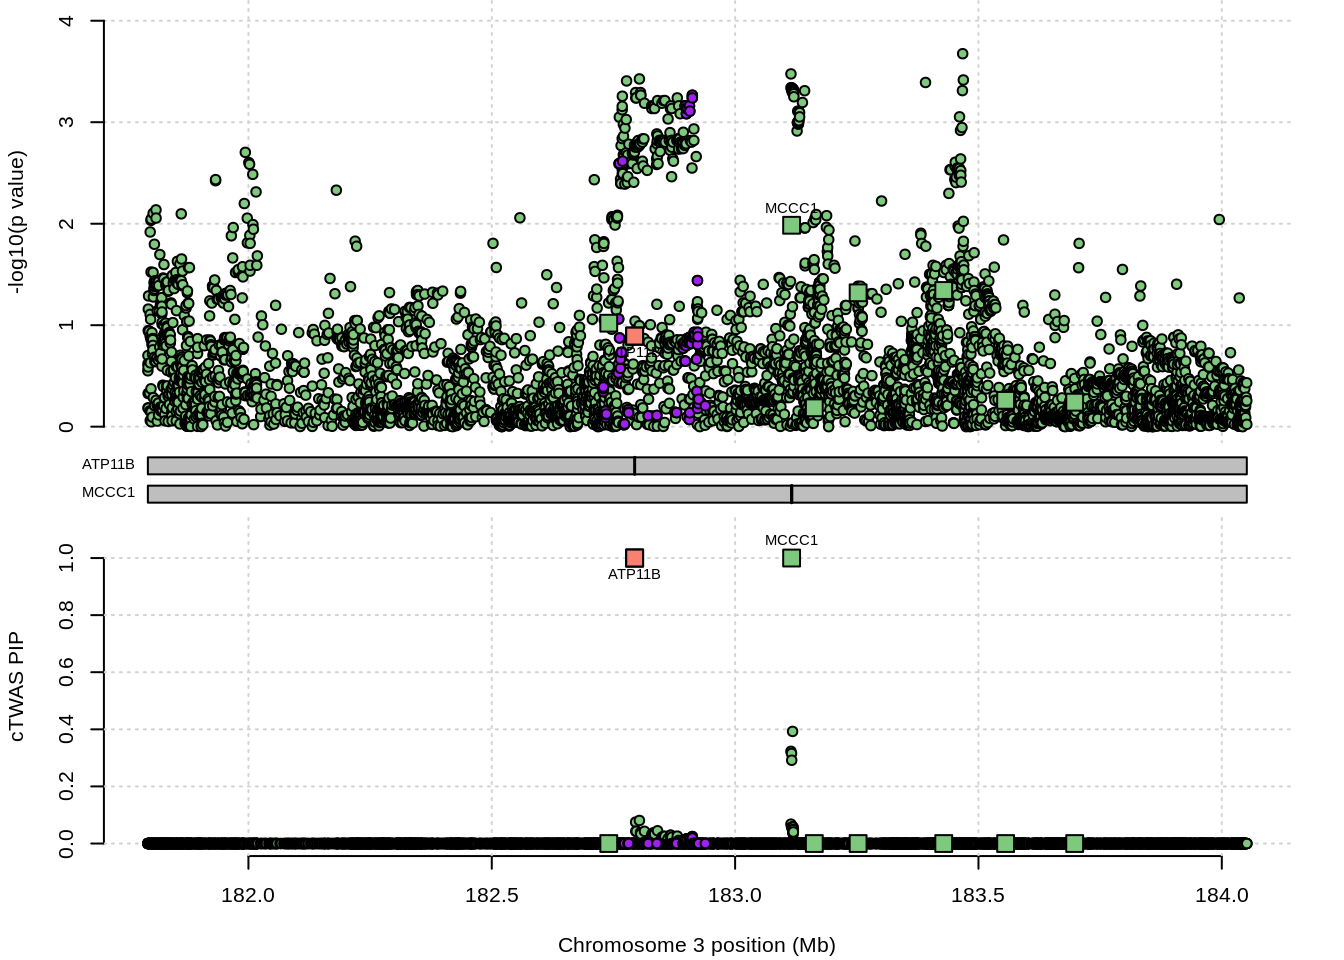 4
3
2
1
0
-log10(p value)
MCCC1
ATP11B
ATP11B
MCCC1
1.0
0.8
0.6
0.4
0.2
0.0
cTWAS PIP
MCCC1
ATP11B
182.0 182.5 183.0 183.5 184.0
Chromosome 3 position (Mb)